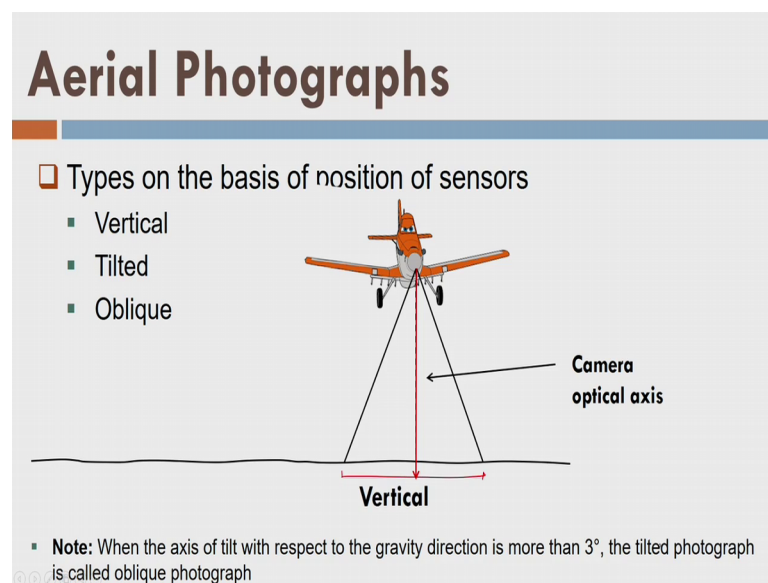 Aerial Photographs
Types on the basis of position of sensors
Vertical
Tilted
Oblique
Camera
optical axis
Vertical
Note: When the axis of tilt with respect to the gravity direction is more than 3°, the tilted photograph
is called oblique photograph